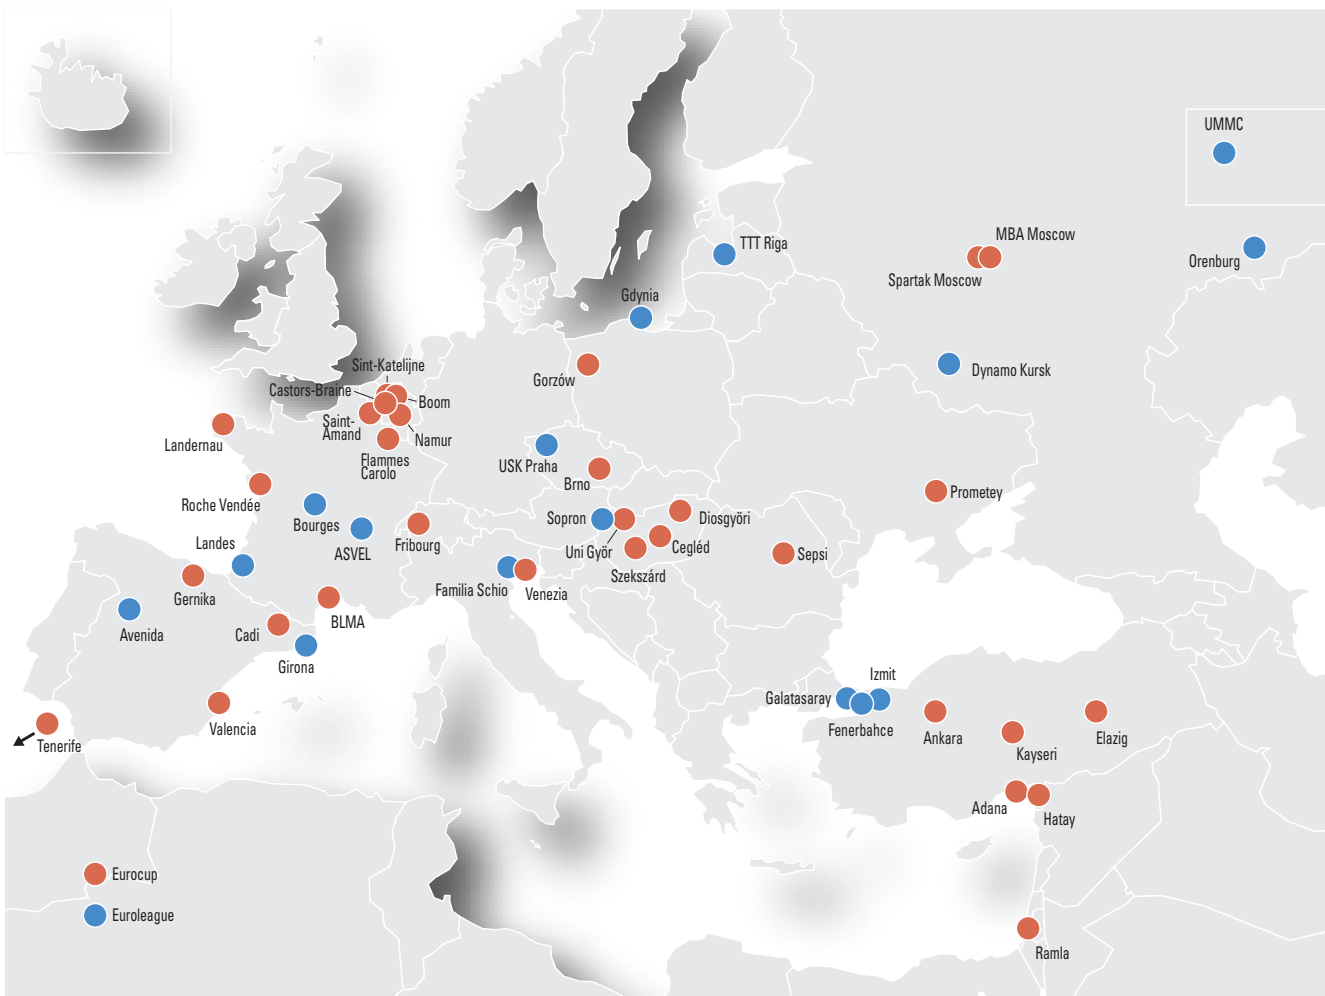 UMMC
MBA Moscow
TTT Riga
Orenburg
Spartak Moscow
Gdynia
Sint-Katelijne
Dynamo Kursk
Gorzów
Castors-Braine
Boom
Saint-
Amand
Namur
Landernau
Flammes
Carolo
USK Praha
Brno
Prometey
Roche Vendée
Bourges
Sopron
Diosgyöri
Landes
ASVEL
Fribourg
Uni Györ
Cegléd
Sepsi
Szekszárd
Familia Schio
Venezia
Gernika
Avenida
Cadi
BLMA
Girona
Izmit
Galatasaray
Valencia
Fenerbahce
Ankara
Elazig
Tenerife
Kayseri
Adana
Hatay
Eurocup
Euroleague
Ramla